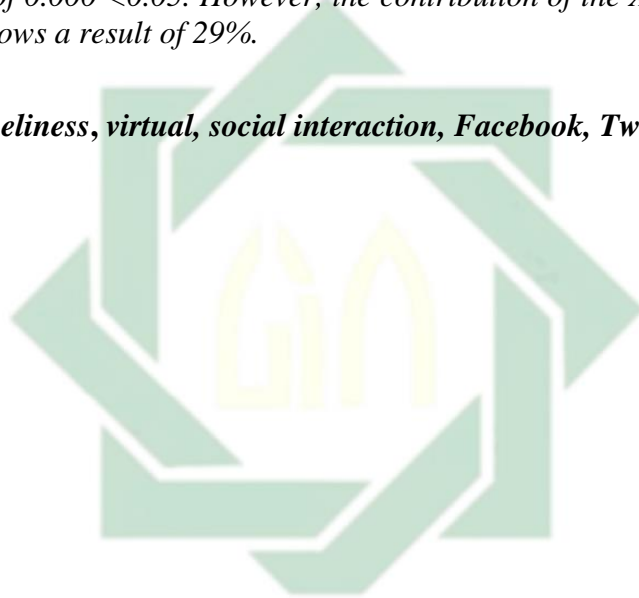 of 0.000 <0.05. However, the contribution of the
ows a result of 29%.
eliness, virtual, social interaction, Facebook, Tw
uin